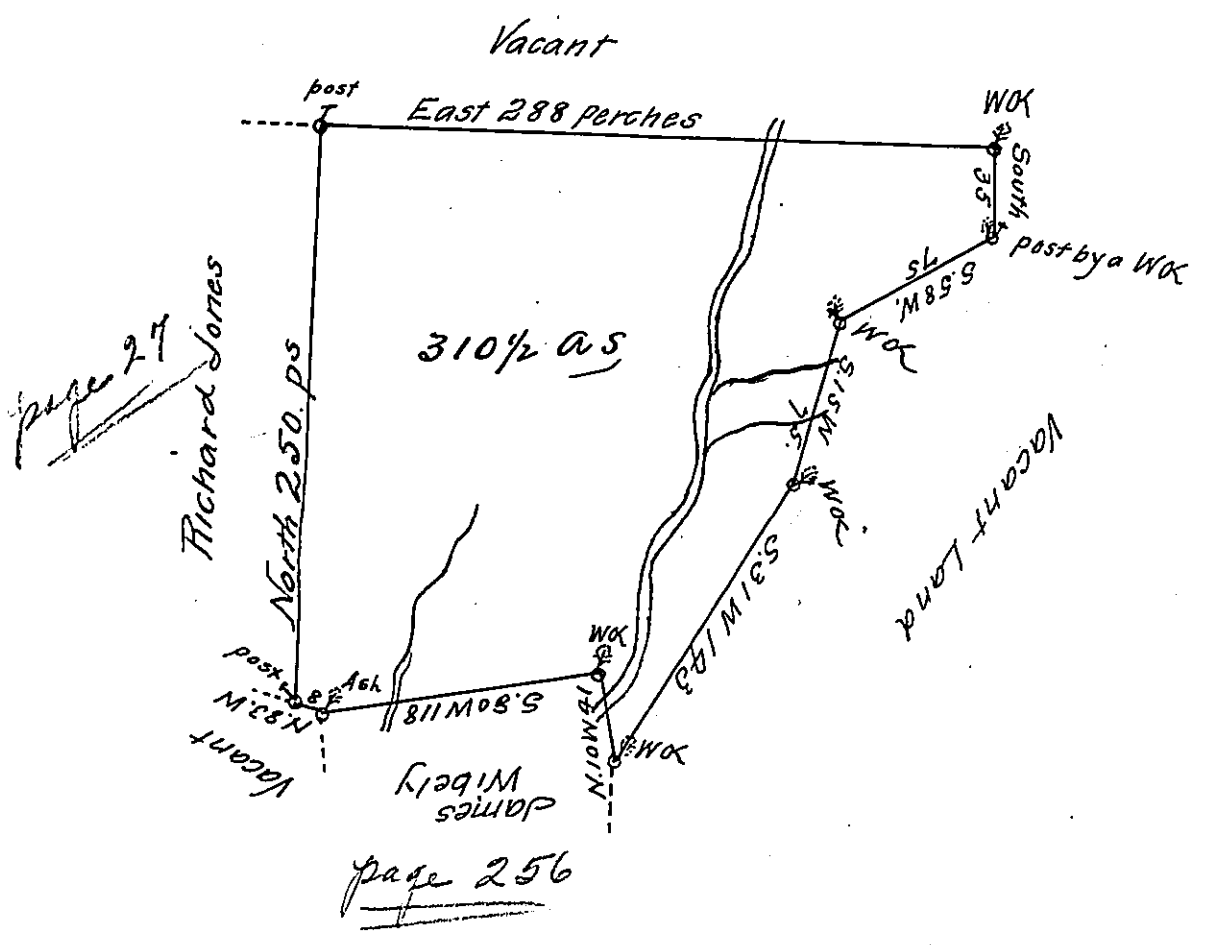 Vacant
post
East 288 Perches
WO
South
35
post by a WO
75
S.58W.
WO
S.15W
75.
WO
S.31W 193
Vacant Land
WO
N.10W 41
WO
S.80W 118
Ash
8
N.83.W
post
Vacant
James
Wibely
page 256
North 250. ps
Richard Jones
page 27
310½ as